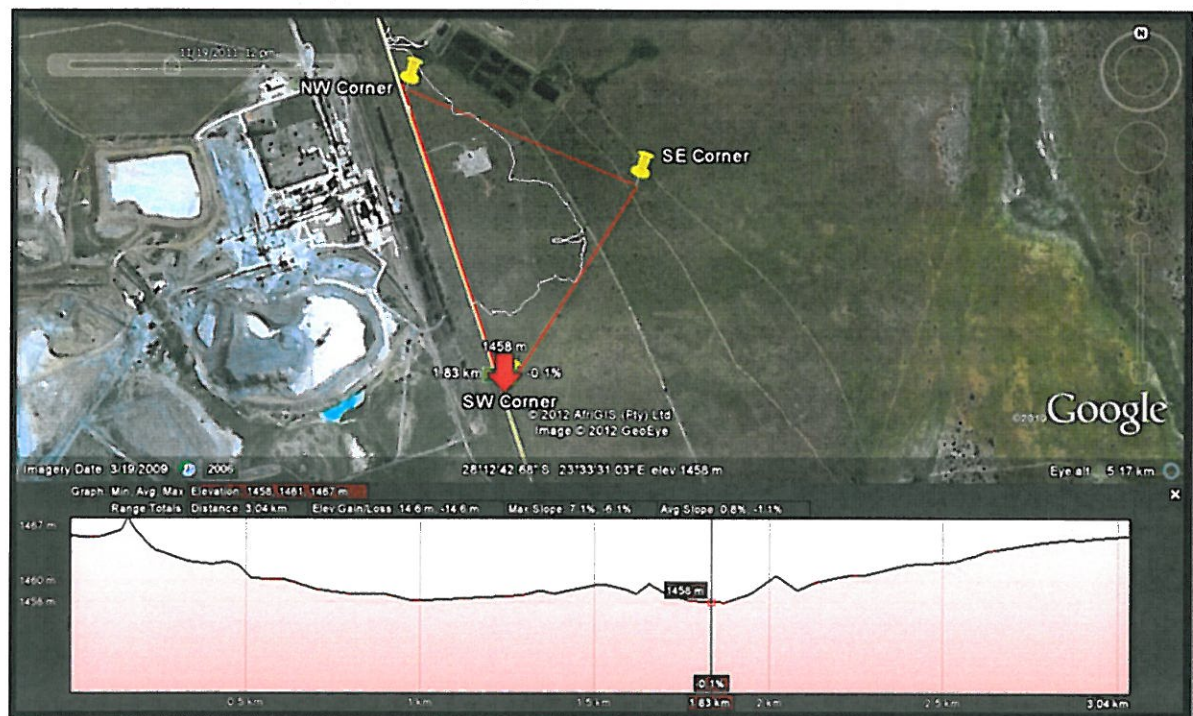 11/19/2011 12 pm
N
NW Corner
SE Corner
1458 m
1.83 km -0.1%
SW Corner
© 2012 AfriGIS (Pty) Ltd
Image © 2012 GeoEye
©2010 Google
Imagery Date: 3/19/2009 2006 28°12'42.68" S 23°33'31.03" E elev 1458 m Eye alt 5.17 km
Graph: Min, Avg, Max Elevation: 1458, 1461, 1467 m
Range Totals: Distance: 3.04 km Elev Gain/Loss: 14.6 m, -14.6 m Max Slope: 7.1%, -6.1% Avg Slope: 0.8%, -1.1%
1467 m
1460 m
1458 m
1458 m
-0.1%
0.5 km 1 km 1.5 km 1.83 km 2 km 2.5 km 3.04 km